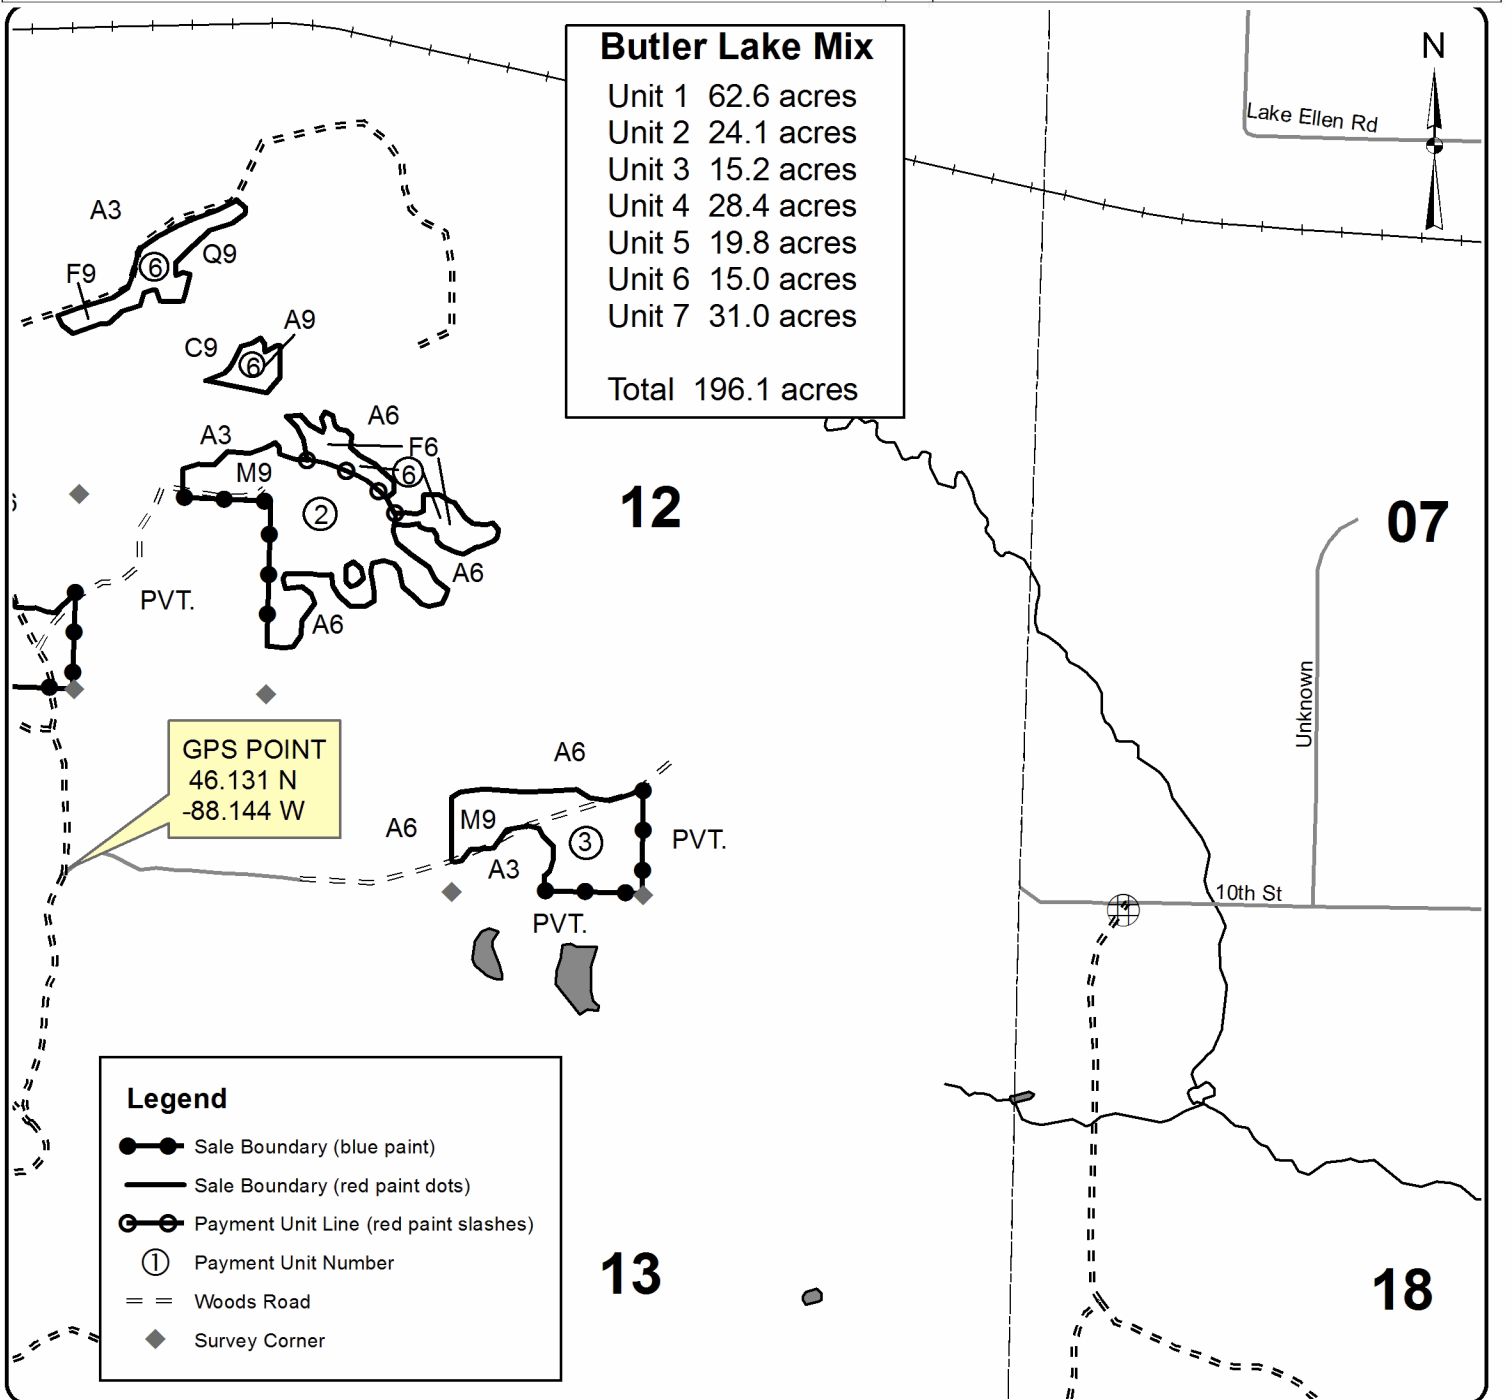 Butler Lake Mix
Unit 1 62.6 acres
Unit 2 24.1 acres
Unit 3 15.2 acres
Unit 4 28.4 acres
Unit 5 19.8 acres
Unit 6 15.0 acres
Unit 7 31.0 acres
Total 196.1 acres
N
Lake Ellen Rd
A3
Q9
6
F9
A9
C9
6
A6
A3
F6
M9
6
2
12
07
A6
PVT.
A6
Unknown
GPS POINT
46.131 N
-88.144 W
A6
M9
A6
3
PVT.
A3
10th St
PVT.
Legend
Sale Boundary (blue paint)
Sale Boundary (red paint dots)
Payment Unit Line (red paint slashes)
1 Payment Unit Number
Woods Road
Survey Corner
13
18